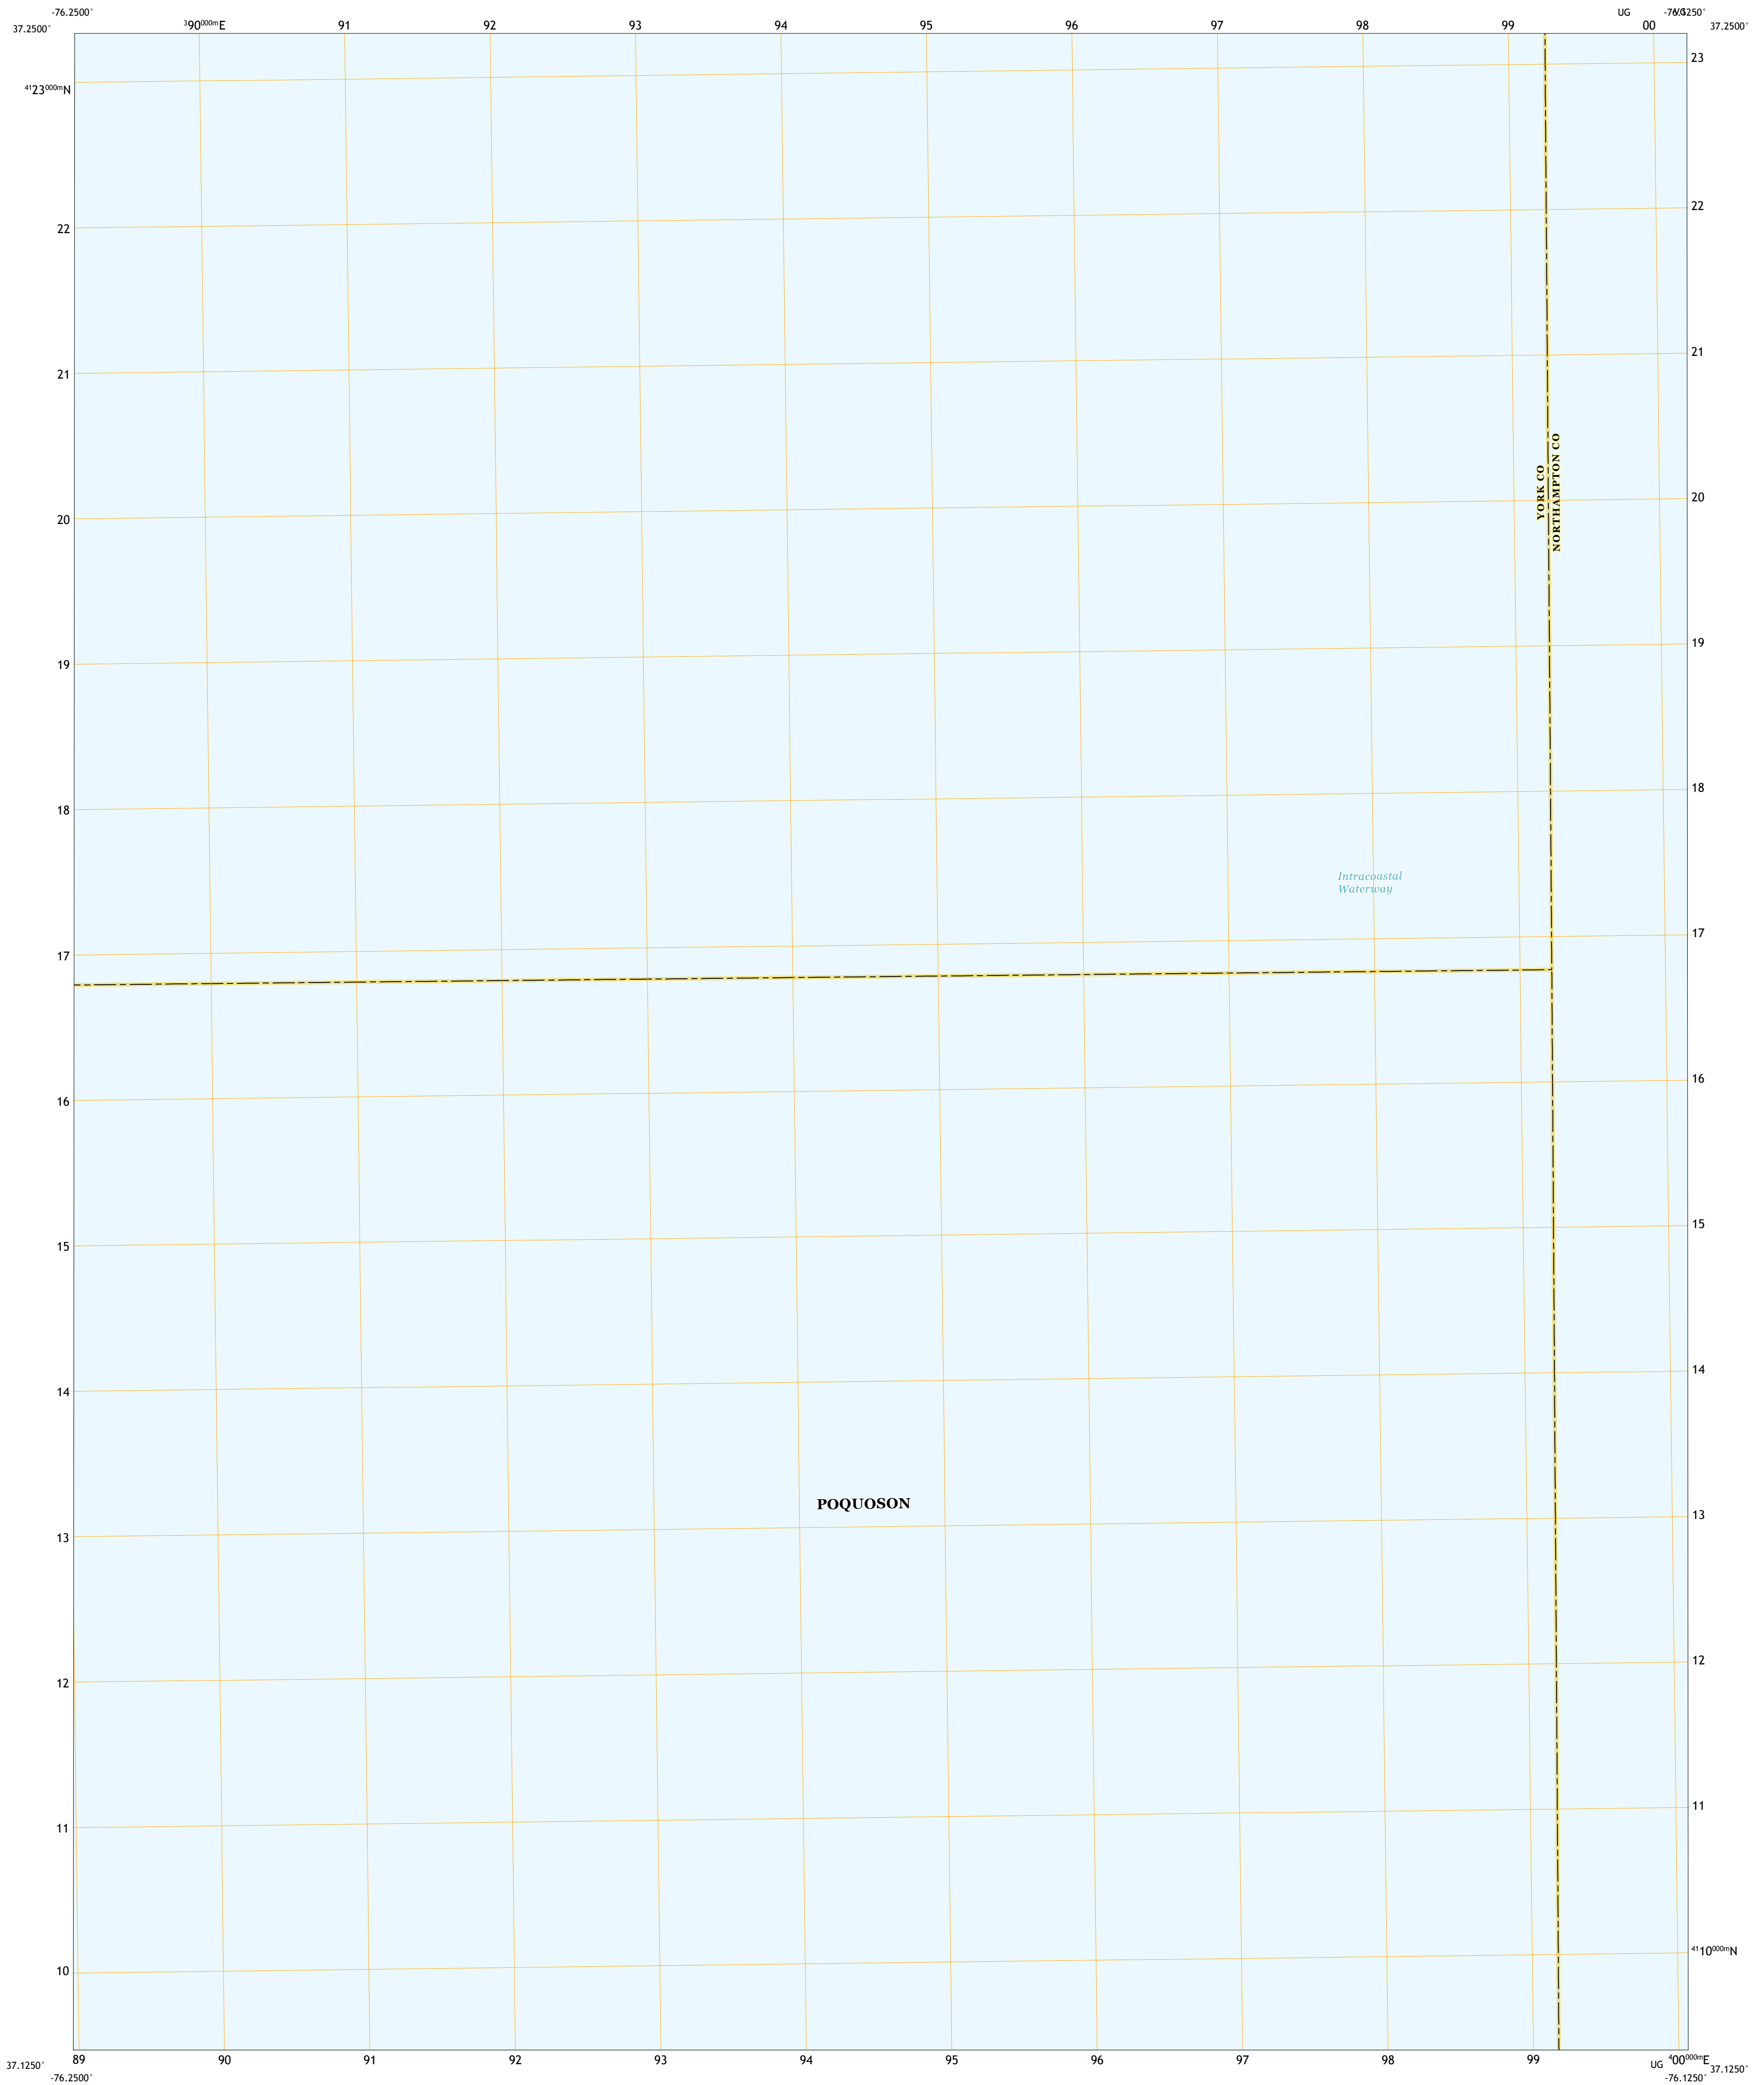 -76.2500° UG -76.1250°
37.2500° ³90⁰⁰⁰ᵐE 91 92 93 94 95 96 97 98 99 00 37.2500°
23
⁴¹23⁰⁰⁰ᵐN
22 22
21 21
YORK CO
NORTHAMPTON CO
20 20
19 19
18 18
Intracoastal
Waterway
17 17
16 16
15 15
14 14
POQUOSON
13 13
12 12
11 11
10 ⁴¹10⁰⁰⁰ᵐN
37.1250° 89 90 91 92 93 94 95 96 97 98 99 UG ⁴00⁰⁰⁰ᵐE 37.1250°
-76.2500° -76.1250°